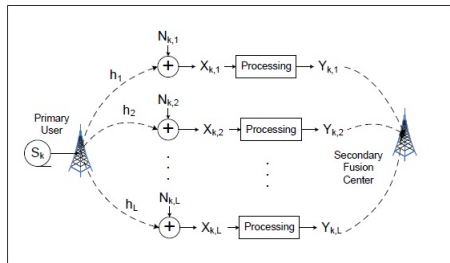 N_{k,1}
h_1
X_{k,1}
Processing
Y_{k,1}
Primary
User
S_k
h_2
N_{k,2}
X_{k,2}
Processing
Y_{k,2}
Secondary
Fusion
Center
h_L
N_{k,L}
X_{k,L}
Processing
Y_{k,L}